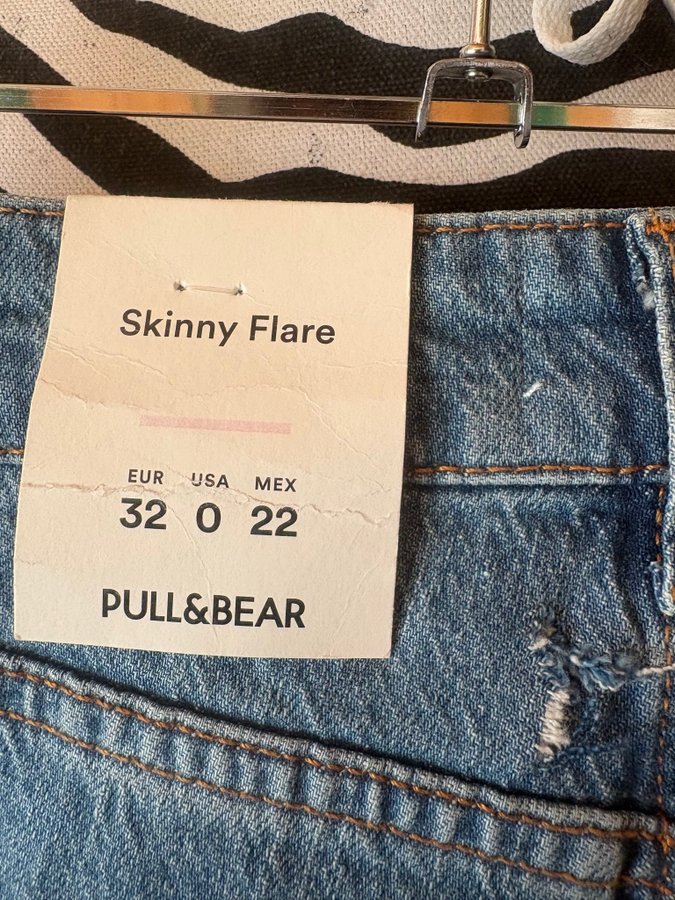 Skinny Flare
EUR USA MEX
32 0 22
PULL&BEAR